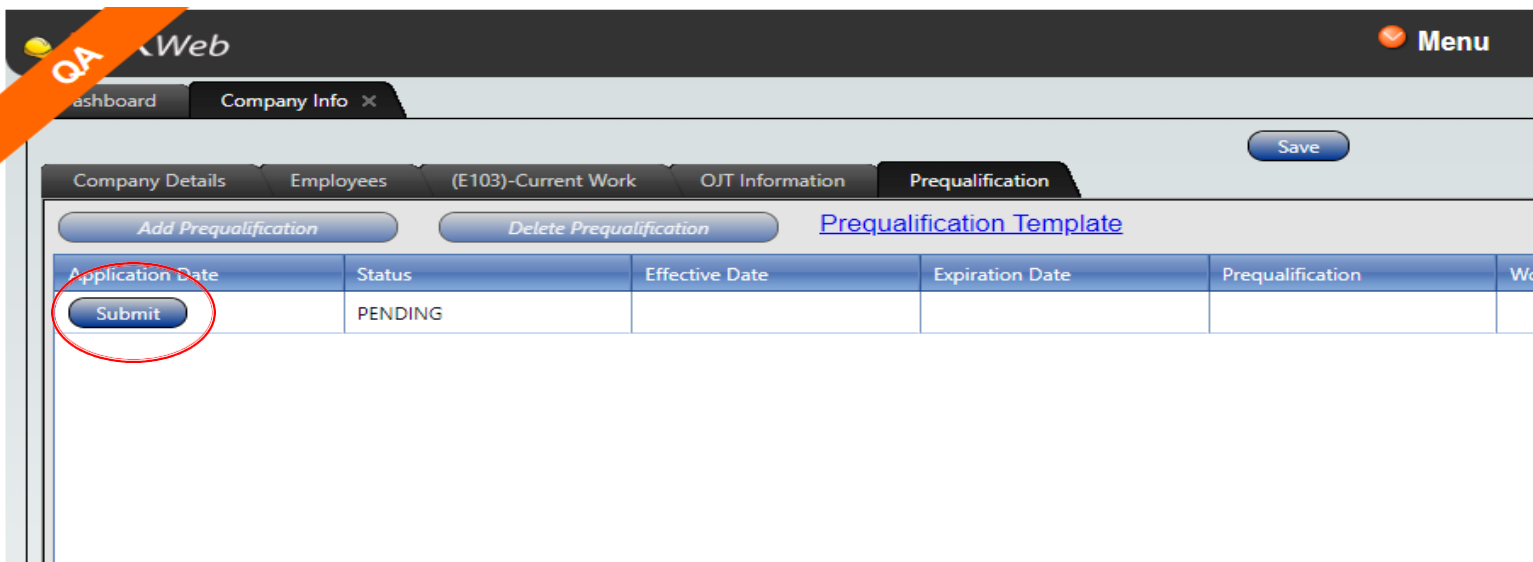 QA
Web
Menu
ashboard Company Info
Save
Company Details Employees (E103)-Current Work OJT Information Prequalification
Add Prequalification Delete Prequalification Prequalification Template
Application Date Status Effective Date Expiration Date Prequalification
Submit PENDING